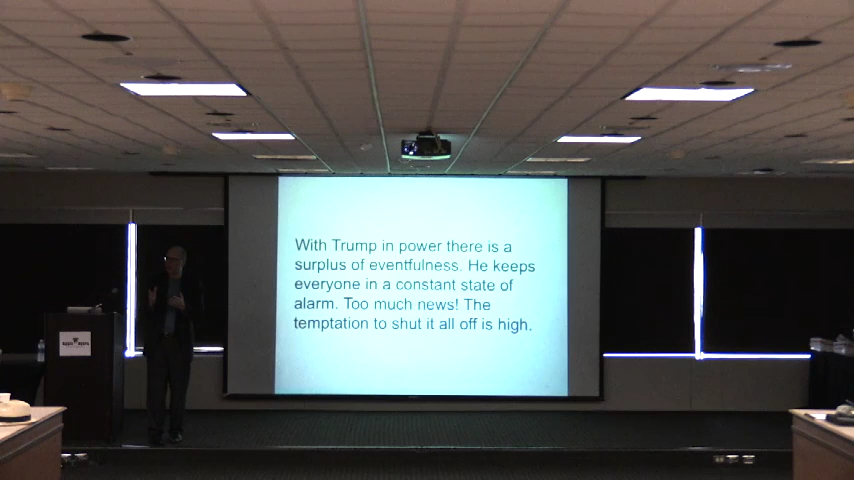 With Trump in power there is a
surplus of eventfulness. He keeps
everyone in a constant state of
alarm. Too much news! The
temptation to shut it all off is high.